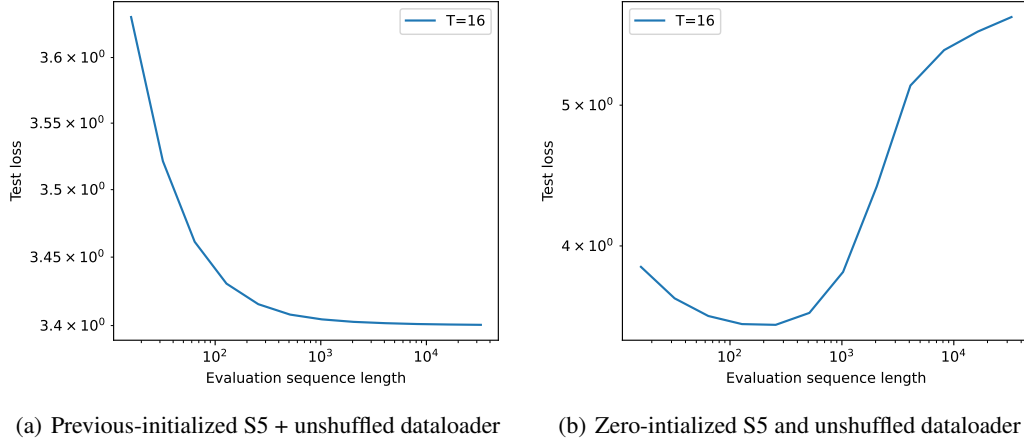 T=16
3.6 × 10⁰
3.55 × 10⁰
3.5 × 10⁰
3.45 × 10⁰
3.4 × 10⁰
Test loss
10² 10³ 10⁴
Evaluation sequence length
(a) Previous-initialized S5 + unshuffled dataloader
T=16
5 × 10⁰
4 × 10⁰
Test loss
10² 10³ 10⁴
Evaluation sequence length
(b) Zero-intialized S5 and unshuffled dataloader